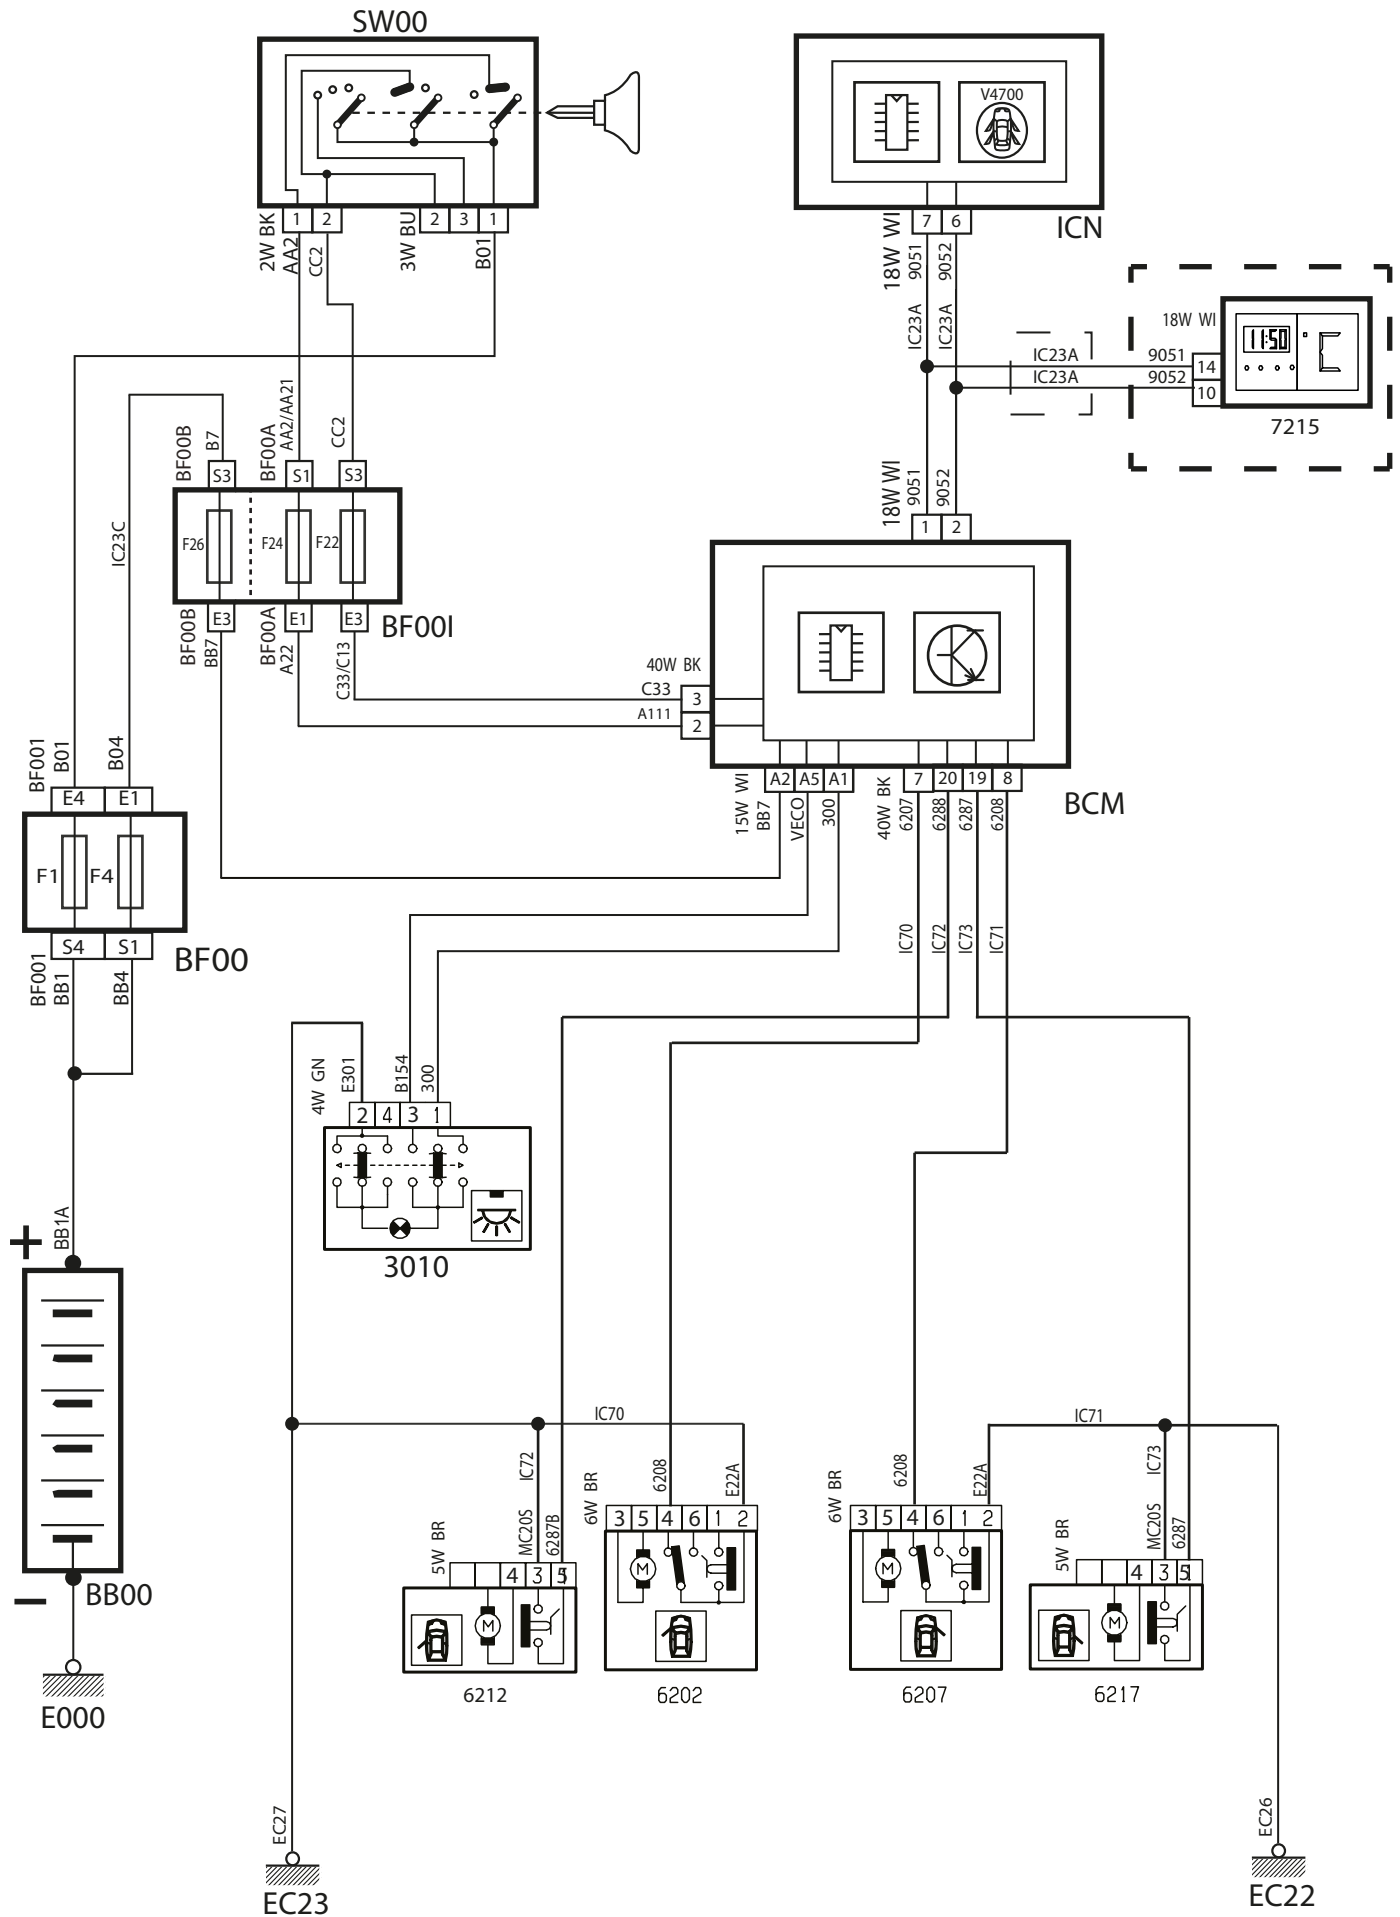 SW00
1
2
2
3
1
2W BK
AA2
CC2
3W BU
B01
V4700
ICN
7
6
18W WI
9051
9052
IC23A
IC23A
IC23A
IC23A
18W WI
9051
9052
14
10
11:50
°C
7215
BF00B
B7
BF00A
AA2/AA21
CC2
S3
S1
S3
F26
F24
F22
E3
E1
E3
BF00I
BF00B
BB7
BF00A
A22
C33/C13
IC23C
18W WI
9051
9052
1
2
40W BK
C33
A111
3
2
BCM
A2
A5
A1
7
20
19
8
15W WI
BB7
VECO
300
40W BK
6207
6288
6287
6208
IC70
IC72
IC73
IC71
BF001
B01
B04
E4
E1
F1
F4
S4
S1
BF00
BF001
BB1
BB4
BB1A
+
−
BB00
E000
4W GN
E301
B154
300
2
4
3
1
3010
IC70
IC72
MC20S
6287B
5W BR
4
3
5
M
6212
6W BR
6208
E22A
3
5
4
6
1
2
M
6202
6W BR
6208
E22A
3
5
4
6
1
2
M
6207
IC71
IC73
MC20S
6287
5W BR
4
3
5
M
6217
EC27
EC23
EC26
EC22